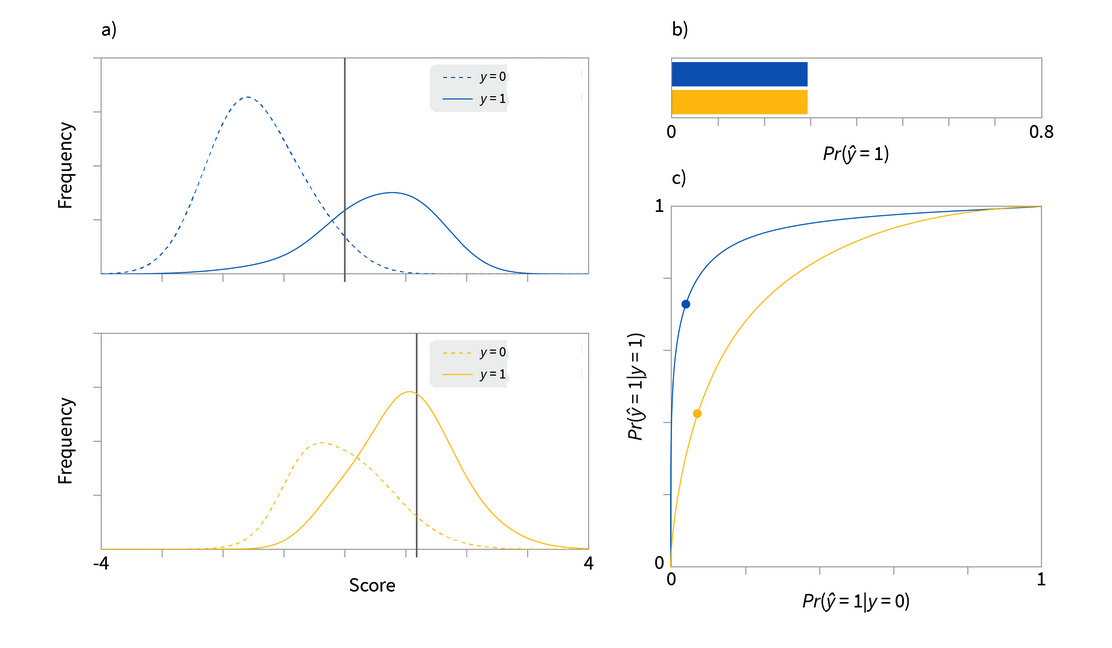 a)
Frequency
y = 0
y = 1
Frequency
y = 0
y = 1
-4
4
Score
b)
0
0.8
Pr(ŷ = 1)
c)
1
Pr(ŷ = 1|y = 1)
0
0
1
Pr(ŷ = 1|y = 0)